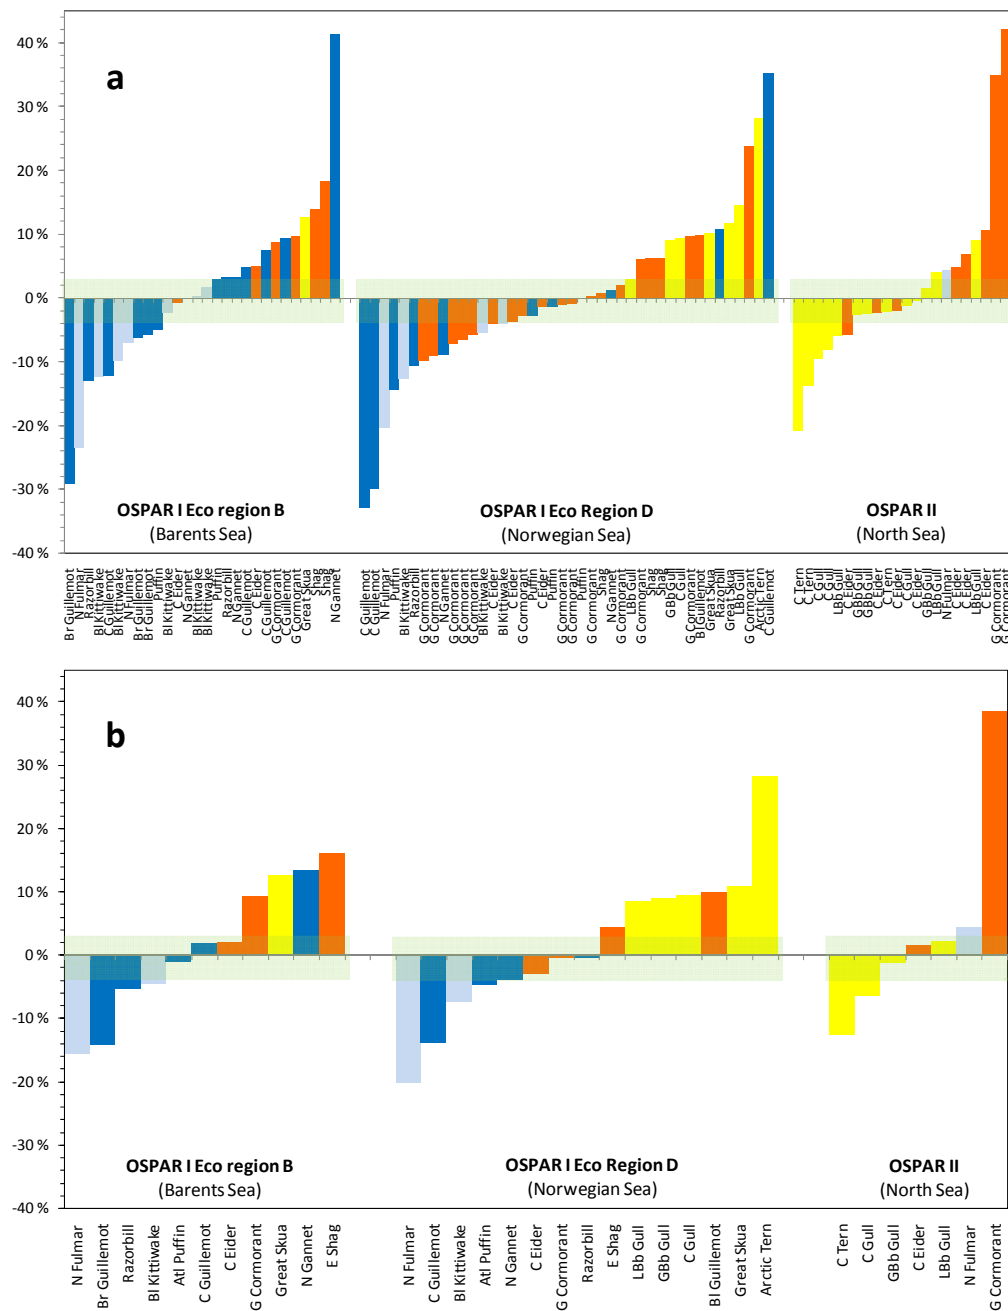 40 %
a
30 %
20 %
10 %
0 %
-10 %
-20 %
-30 %
-40 %
OSPAR I Eco region B
(Barents Sea)
OSPAR I Eco Region D
(Norwegian Sea)
OSPAR II
(North Sea)
Br Guillemot
N Fulmar
Razorbill
Bl Kittiwake
C Guillemot
Bl Kittiwake
N Fulmar
Br Guillemot
Br Guillemot
Puffin
Bl Kittiwake
C Eider
N Gannet
Bl Kittiwake
Bl Kittiwake
Puffin
Razorbill
N Gannet
C Guillemot
C Eider
C Guillemot
G Cormorant
C Guillemot
G Cormorant
Great Skua
Shag
Shag
N Gannet
C Guillemot
C Guillemot
N Fulmar
Puffin
Bl Kittiwake
Razorbill
G Cormorant
G Cormorant
N Gannet
G Cormorant
G Cormorant
G Cormorant
Bl Kittiwake
C Eider
Bl Kittiwake
C Eider
G Cormorant
Puffin
C Eider
Puffin
G Cormorant
G Cormorant
Puffin
G Cormorant
Shag
N Gannet
G Cormorant
LBb Gull
G Cormorant
Shag
Shag
GBb Gull
C Gull
G Cormorant
Bl Guillemot
Great Skua
Razorbill
Great Skua
LBb Gull
G Cormorant
Arctic Tern
C Guillemot
C Tern
C Tern
C Gull
C Gull
LBb Gull
C Eider
GBb Gull
GBb Gull
C Eider
C Tern
C Eider
C Gull
C Eider
GBb Gull
LBb Gull
N Fulmar
C Eider
C Eider
LBb Gull
C Eider
G Cormorant
G Cormorant
40 %
b
30 %
20 %
10 %
0 %
-10 %
-20 %
-30 %
-40 %
OSPAR I Eco region B
(Barents Sea)
OSPAR I Eco Region D
(Norwegian Sea)
OSPAR II
(North Sea)
N Fulmar
Br Guillemot
Razorbill
Bl Kittiwake
Atl Puffin
C Guillemot
C Eider
G Cormorant
Great Skua
N Gannet
E Shag
N Fulmar
C Guillemot
Bl Kittiwake
Atl Puffin
N Gannet
C Eider
G Cormorant
Razorbill
E Shag
LBb Gull
GBb Gull
C Gull
Bl Guillemot
Great Skua
Arctic Tern
C Tern
C Gull
GBb Gull
C Eider
LBb Gull
N Fulmar
G Cormorant